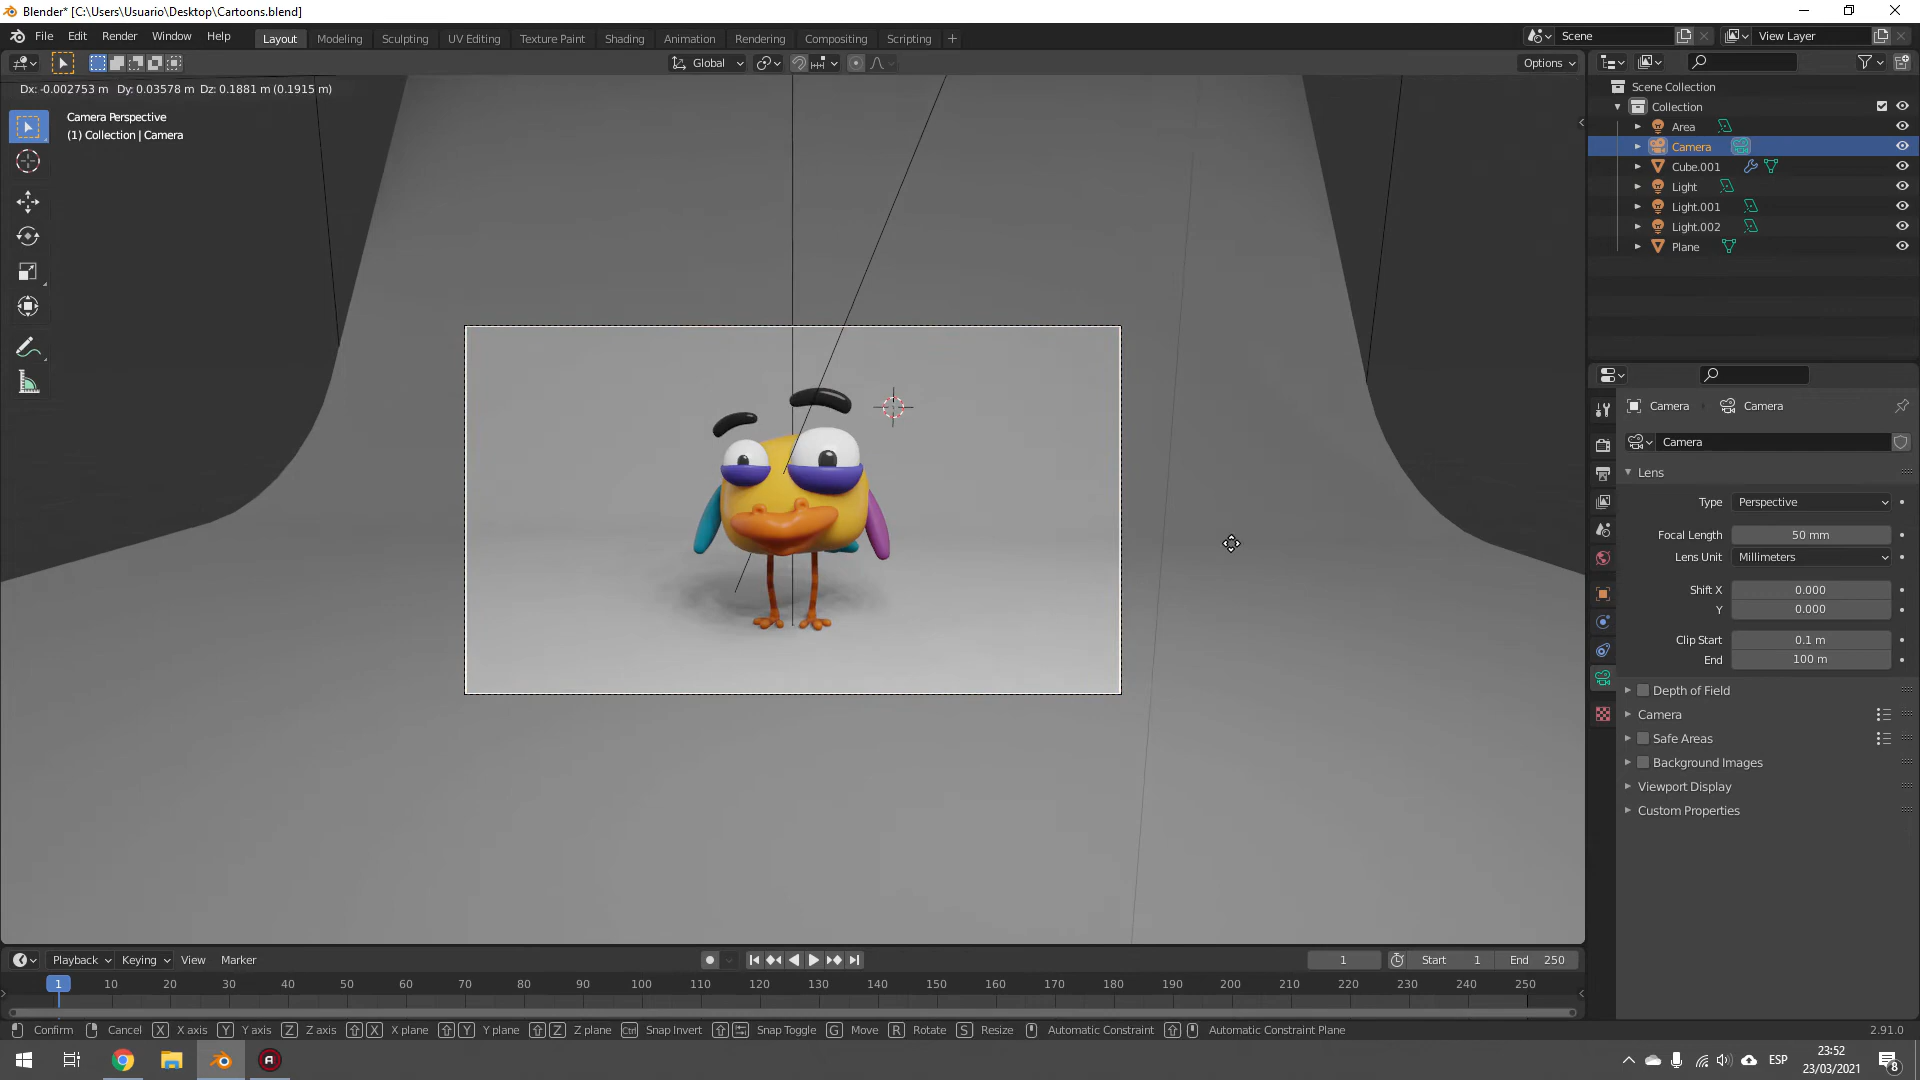 Blender* [C:\Users\Usuario\Desktop\Cartoons.blend]
File Edit Render Window Help Layout Modeling Sculpting UV Editing Texture Paint Shading Animation Rendering Compositing Scripting Scene View Layer
Global Options
Dx: -0.002753 m Dy: 0.03578 m Dz: 0.1881 m (0.1915 m)
Camera Perspective
(1) Collection | Camera
Scene Collection
Collection
Area
Camera
Cube.001
Light
Light.001
Light.002
Plane
Camera Camera
Camera
Lens
Type Perspective
Focal Length 50 mm
Lens Unit Millimeters
Shift X 0.000
Y 0.000
Clip Start 0.1 m
End 100 m
Depth of Field
Camera
Safe Areas
Background Images
Viewport Display
Custom Properties
Playback Keying View Marker 1 Start 1 End 250
1 10 20 30 40 50 60 70 80 90 100 110 120 130 140 150 160 170 180 190 200 210 220 230 240 250
Confirm Cancel X X axis Y Y axis Z Z axis X X plane Y Y plane Z Z plane Ctrl Snap Invert Snap Toggle G Move R Rotate S Resize Automatic Constraint Automatic Constraint Plane 2.91.0
ESP 23:52
23/03/2021 8